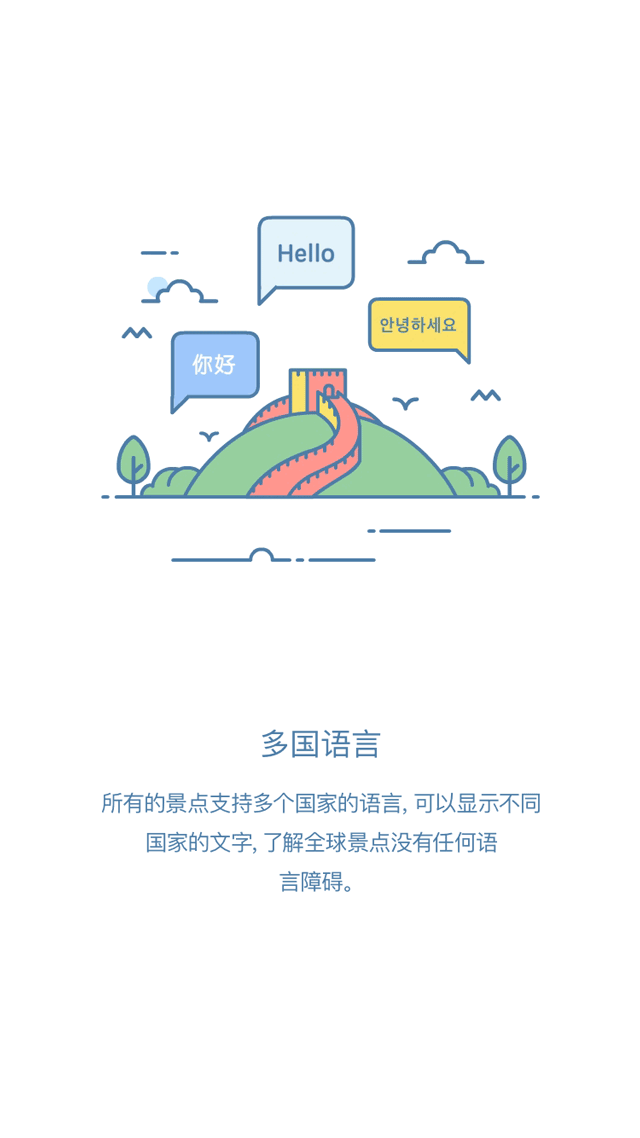 Hello
안녕하세요
你好
多国语言
所有的景点支持多个国家的语言, 可以显示不同
国家的文字, 了解全球景点没有任何语
言障碍。